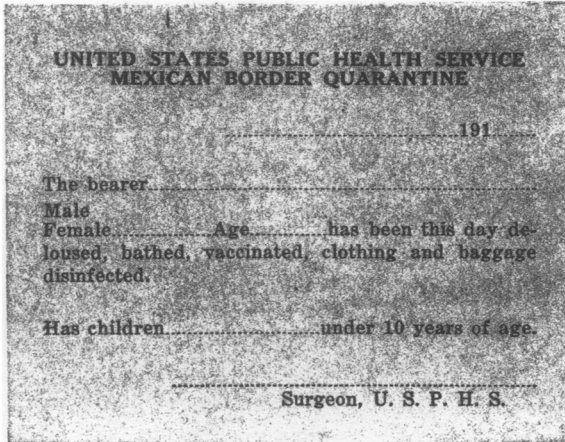 UNITED STATES PUBLIC HEALTH SERVICE
MEXICAN BORDER QUARANTINE
........................................191......
The bearer.................................................................
Male
Female................Age............has been this day de-
loused, bathed, vaccinated, clothing and baggage
disinfected.
Has children........................under 10 years of age.
Surgeon, U. S. P. H. S.